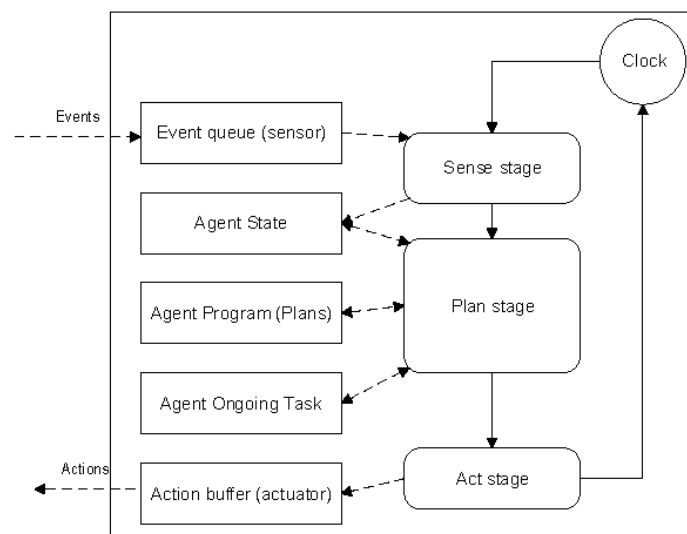 Clock
Events
Event queue (sensor)
Sense stage
Agent State
Agent Program (Plans)
Plan stage
Agent Ongoing Task
Actions
Action buffer (actuator)
Act stage